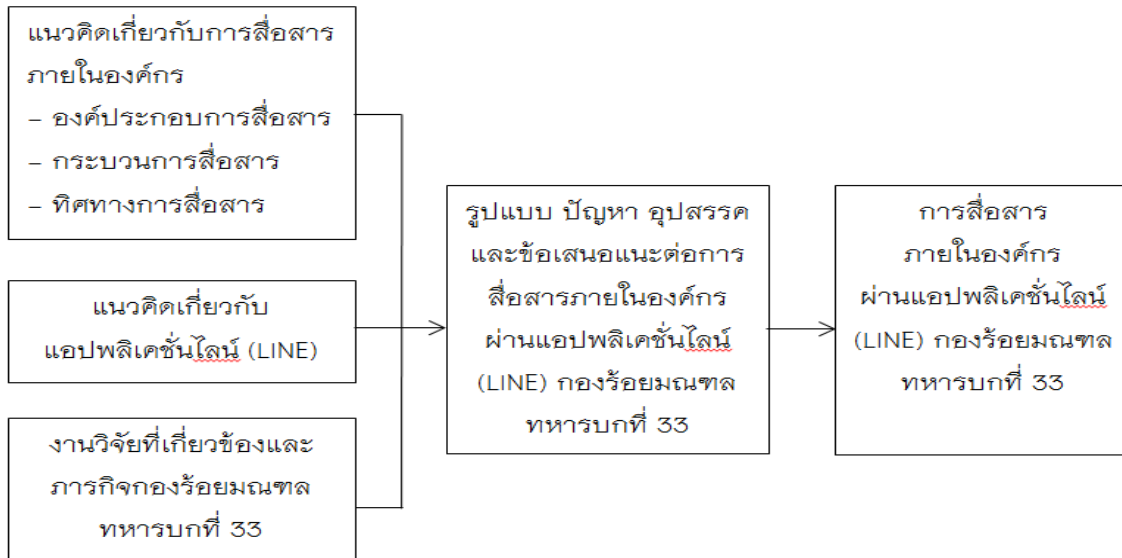 แนวคิดเกี่ยวกับการสื่อสาร
ภายในองค์กร
– องค์ประกอบการสื่อสาร
– กระบวนการสื่อสาร
– ทิศทางการสื่อสาร
แนวคิดเกี่ยวกับ
แอปพลิเคชั่นไลน์ (LINE)
งานวิจัยที่เกี่ยวข้องและ
ภารกิจกองร้อยมณฑล
ทหารบกที่ 33
รูปแบบ ปัญหา อุปสรรค
และข้อเสนอแนะต่อการ
สื่อสารภายในองค์กร
ผ่านแอปพลิเคชั่นไลน์
(LINE) กองร้อยมณฑล
ทหารบกที่ 33
การสื่อสาร
ภายในองค์กร
ผ่านแอปพลิเคชั่นไลน์
(LINE) กองร้อยมณฑล
ทหารบกที่ 33